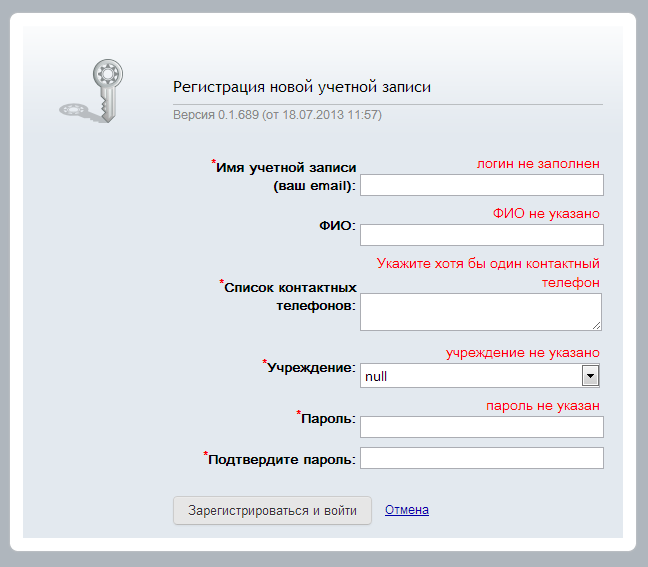 Регистрация новой учетной записи
Версия 0.1.689 (от 18.07.2013 11:57)
логин не заполнен
*Имя учетной записи
(ваш email):
ФИО не указано
ФИО:
Укажите хотя бы один контактный
телефон
*Список контактных
телефонов:
учреждение не указано
*Учреждение:
null
пароль не указан
*Пароль:
*Подтвердите пароль:
Зарегистрироваться и войти
Отмена